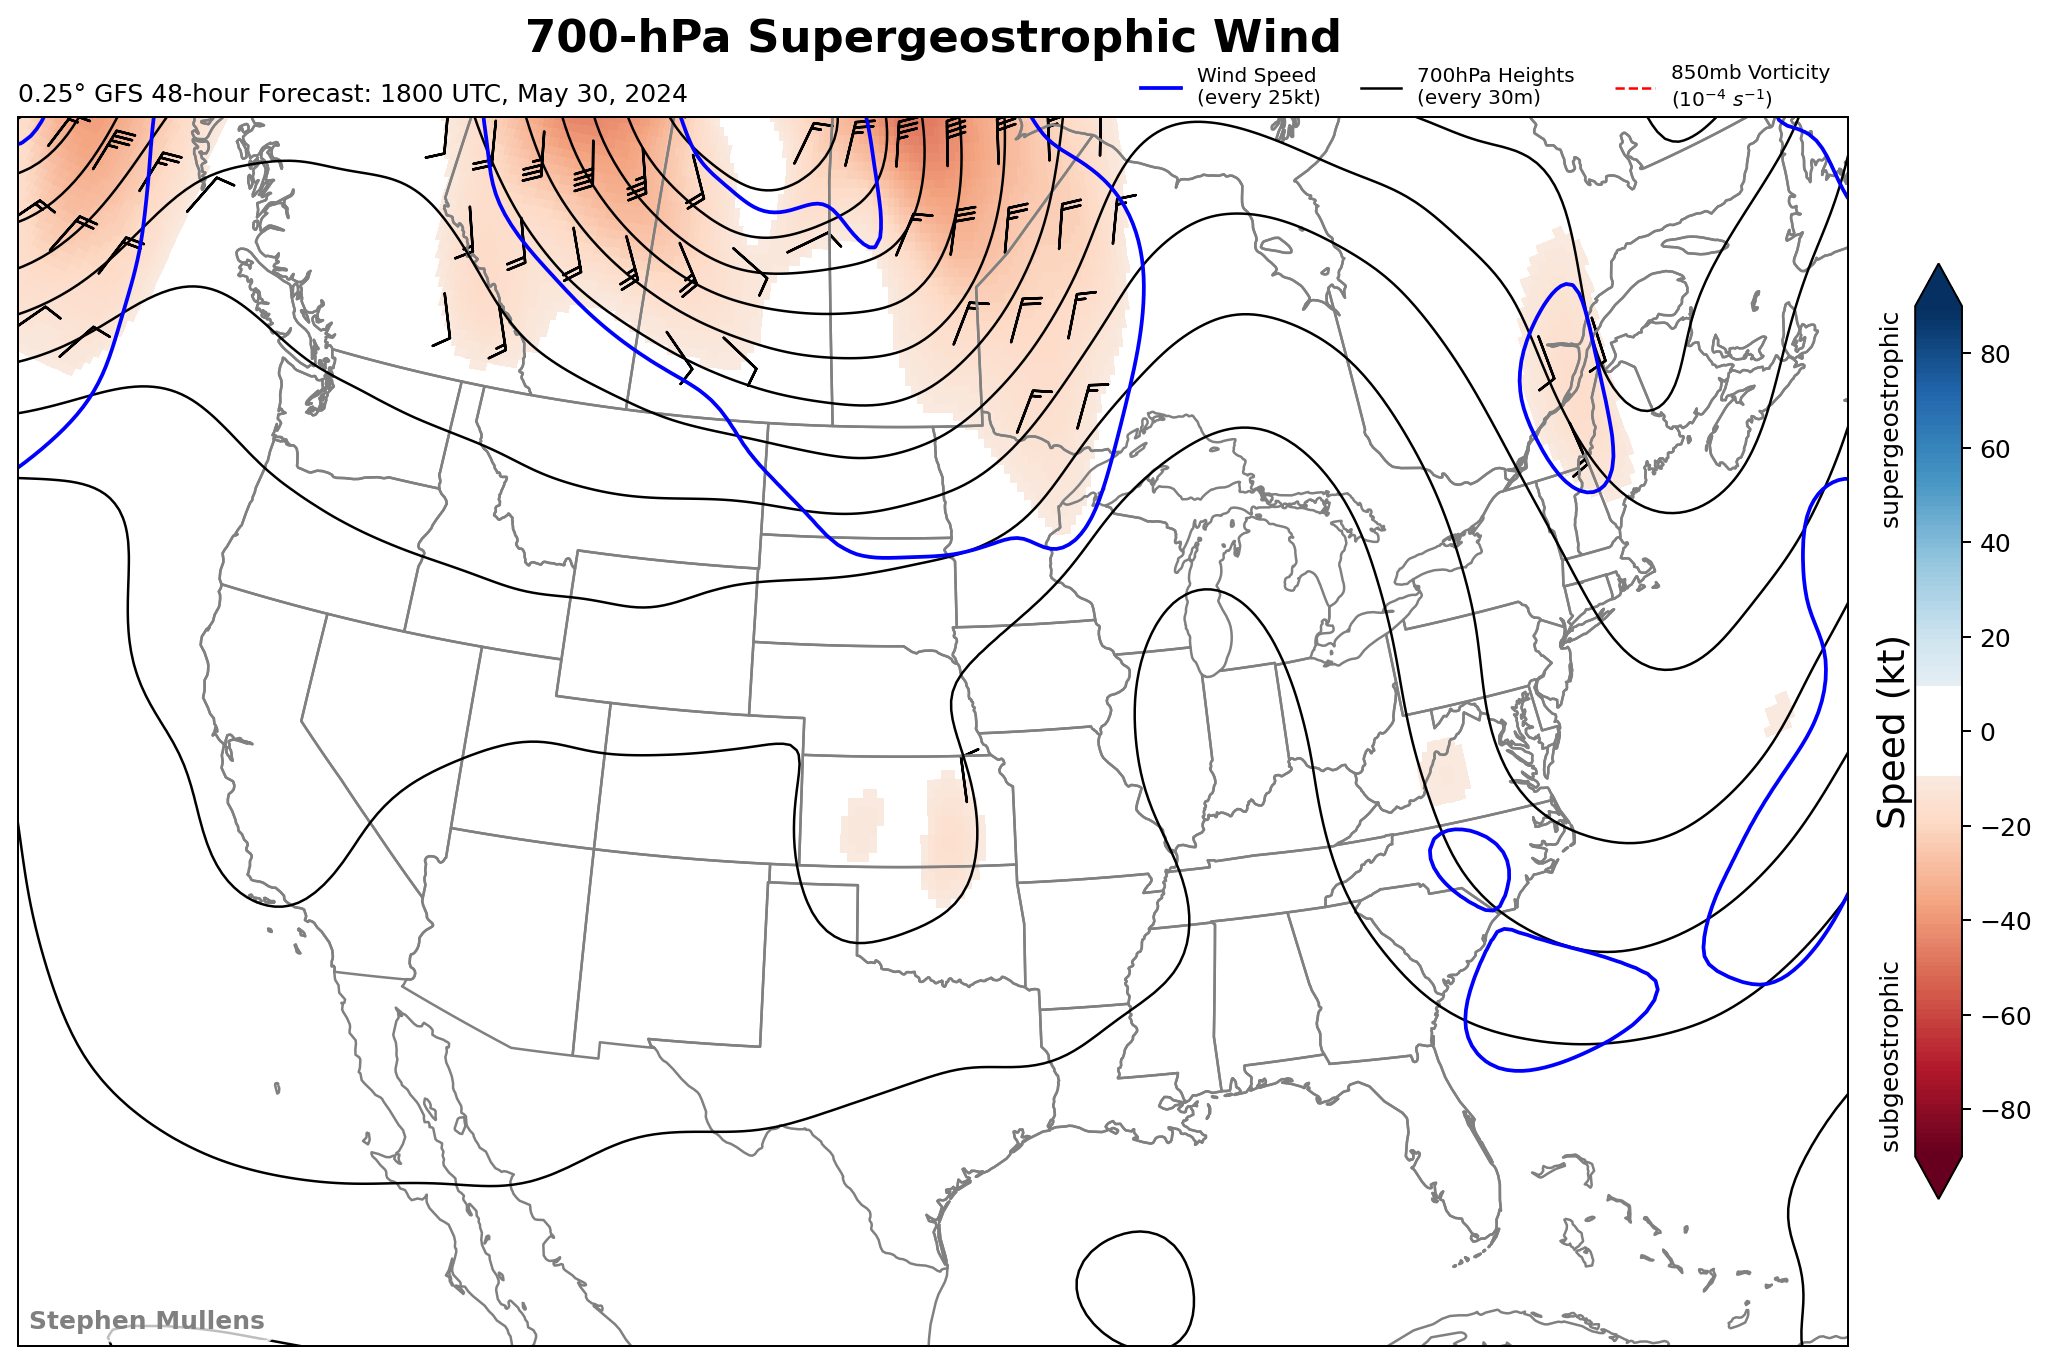 700-hPa Supergeostrophic Wind
0.25° GFS 48-hour Forecast: 1800 UTC, May 30, 2024
Wind Speed
(every 25kt)
700hPa Heights
(every 30m)
850mb Vorticity
(10⁻⁴ s⁻¹)
supergeostrophic
Speed (kt)
subgeostrophic
80
60
40
20
0
−20
−40
−60
−80
Stephen Mullens